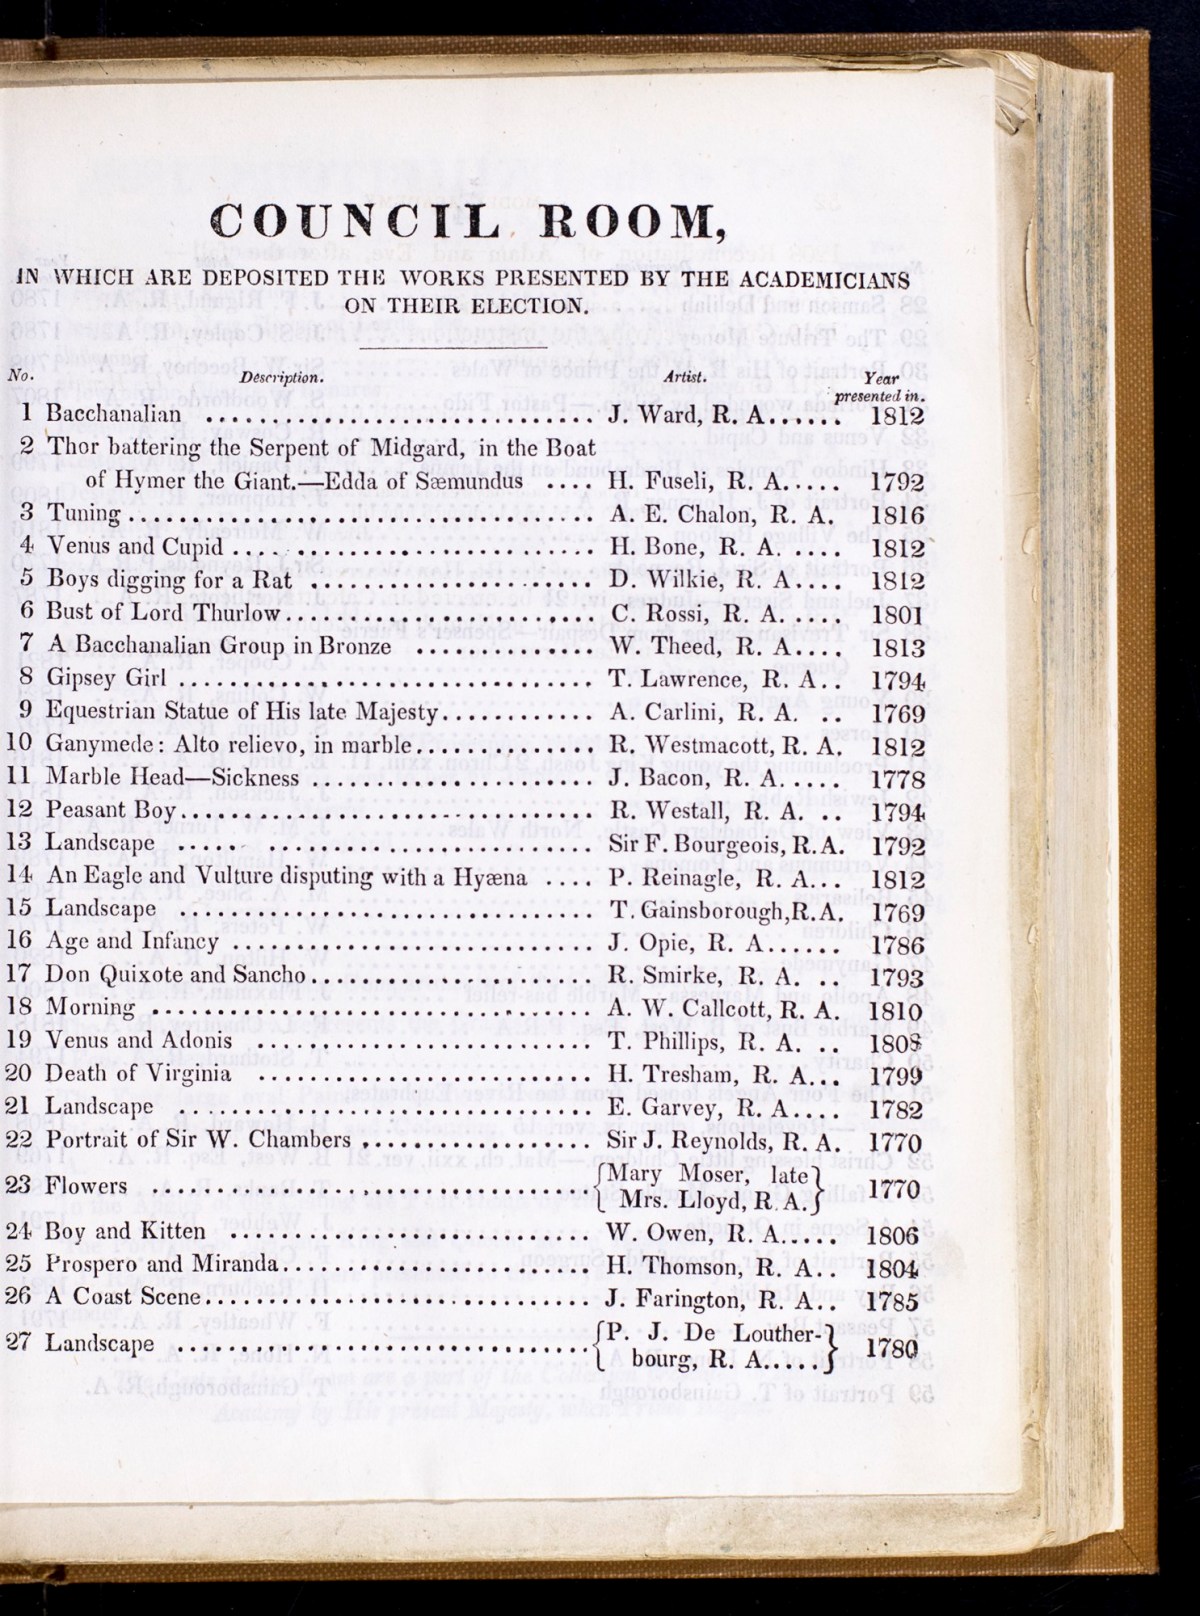 COUNCIL ROOM,
IN WHICH ARE DEPOSITED THE WORKS PRESENTED BY THE ACADEMICIANS
ON THEIR ELECTION.
No. Description. Artist. Year
presented in.
1 Bacchanalian ........ J. Ward, R. A...... 1812
2 Thor battering the Serpent of Midgard, in the Boat
of Hymer the Giant.—Edda of Sæmundus .... H. Fuseli, R. A..... 1792
3 Tuning........ A. E. Chalon, R. A. 1816
4 Venus and Cupid ........ H. Bone, R. A. .... 1812
5 Boys digging for a Rat ........ D. Wilkie, R. A ... 1812
6 Bust of Lord Thurlow........ C. Rossi, R. A..... 1801
7 A Bacchanalian Group in Bronze ........ W. Theed, R. A.... 1813
8 Gipsey Girl ........ T. Lawrence, R. A.. 1794
9 Equestrian Statue of His late Majesty........ A. Carlini, R. A. .. 1769
10 Ganymede: Alto relievo, in marble........ R. Westmacott, R. A. 1812
11 Marble Head—Sickness ........ J. Bacon, R. A. .... 1778
12 Peasant Boy........ R. Westall, R. A. .. 1794
13 Landscape ........ Sir F. Bourgeois, R. A. 1792
14 An Eagle and Vulture disputing with a Hyæna .... P. Reinagle, R. A... 1812
15 Landscape ........ T. Gainsborough, R. A. 1769
16 Age and Infancy ........ J. Opie, R. A...... 1786
17 Don Quixote and Sancho........ R. Smirke, R. A. .. 1793
18 Morning ........ A. W. Callcott, R. A. 1810
19 Venus and Adonis ........ T. Phillips, R. A. .. 1808
20 Death of Virginia ........ H. Tresham, R. A... 1799
21 Landscape ........ E. Garvey, R. A.... 1782
22 Portrait of Sir W. Chambers ........ Sir J. Reynolds, R. A. 1770
23 Flowers ........ {Mary Moser, late
Mrs. Lloyd, R. A.} 1770
24 Boy and Kitten ........ W. Owen, R. A..... 1806
25 Prospero and Miranda........ H. Thomson, R. A.. 1804
26 A Coast Scene........ J. Farington, R. A.. 1785
27 Landscape ........ {P. J. De Louther-
bourg, R. A.....} 1780